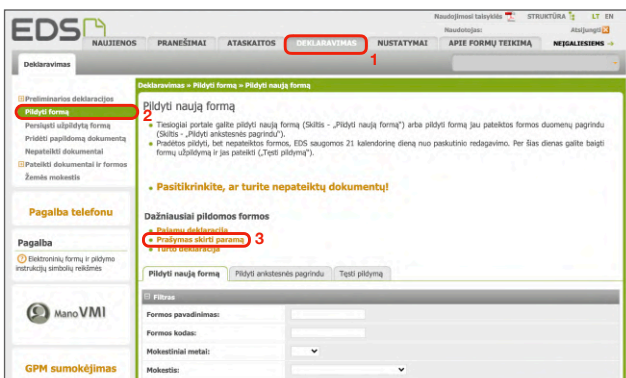 EDS
Naudojimosi taisyklės STRUKTŪRA LT EN
Naudotojas: Atsijungti
NAUJIENOS PRANEŠIMAI ATASKAITOS DEKLARAVIMAS NUSTATYMAI APIE FORMŲ TEIKIMĄ NEĮGALIESIEMS
1
Deklaravimas
Deklaravimas » Pildyti formą » Pildyti naują formą
Preliminarios deklaracijos
Pildyti formą
2
Persiųsti užpildytą formą
Pridėti papildomą dokumentą
Nepateikti dokumentai
Pateikti dokumentai ir formos
Žemės mokestis
Pagalba telefonu
Pagalba
Elektroninių formų ir pildymo
instrukcijų simbolių reikšmės
Mano VMI
GPM sumokėjimas
Pildyti naują formą
Tiesiogiai portale galite pildyti naują formą (Skiltis - „Pildyti naują formą") arba pildyti formą jau pateiktos formos duomenų pagrindu
(Skiltis - „Pildyti ankstesnės pagrindu").
Pradėtos pildyti, bet nepateiktos formos, EDS saugomos 21 kalendorinę dieną nuo paskutinio redagavimo. Per šias dienas galite baigti
formų užpildymą ir jas pateikti („Tęsti pildymą").
Pasitikrinkite, ar turite nepateiktų dokumentų!
Dažniausiai pildomos formos
Pajamų deklaracija
Prašymas skirti paramą
3
Turto deklaracija
Pildyti naują formą Pildyti ankstesnės pagrindu Tęsti pildymą
Filtras
Formos pavadinimas:
Formos kodas:
Mokestiniai metai:
Mokestis: